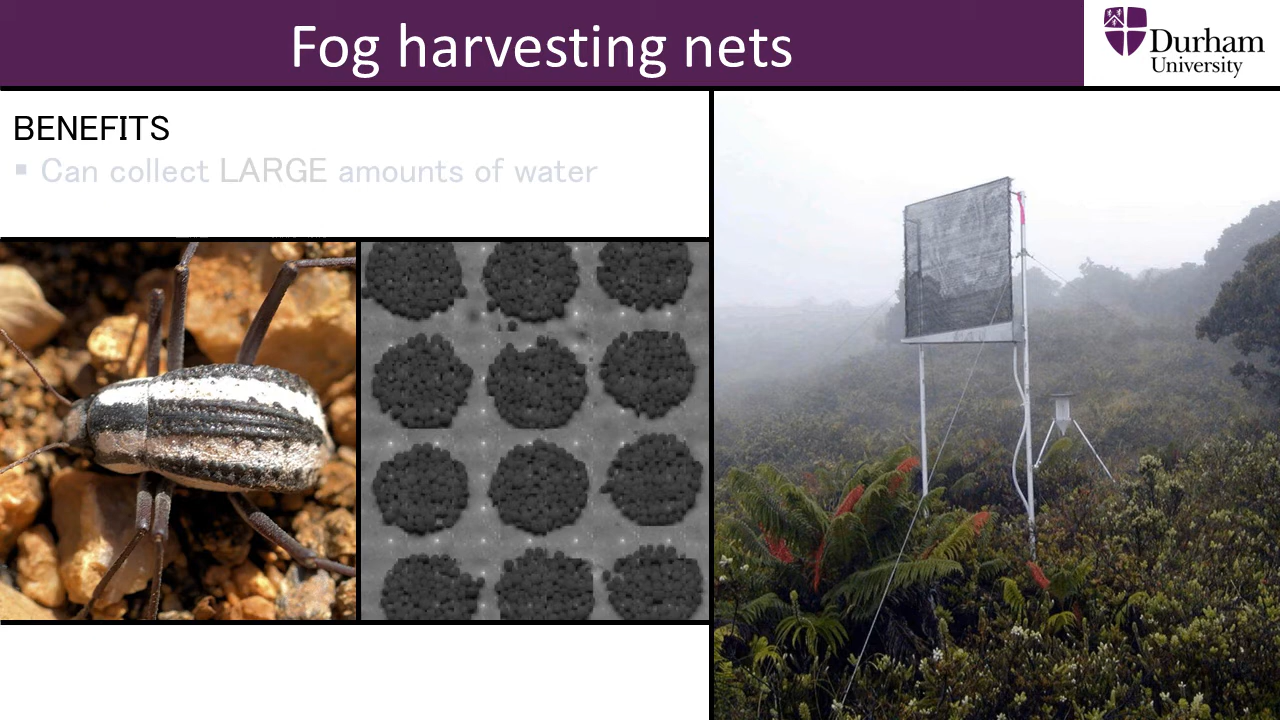 Fog harvesting nets
Durham
University
BENEFITS
▪ Can collect LARGE amounts of water